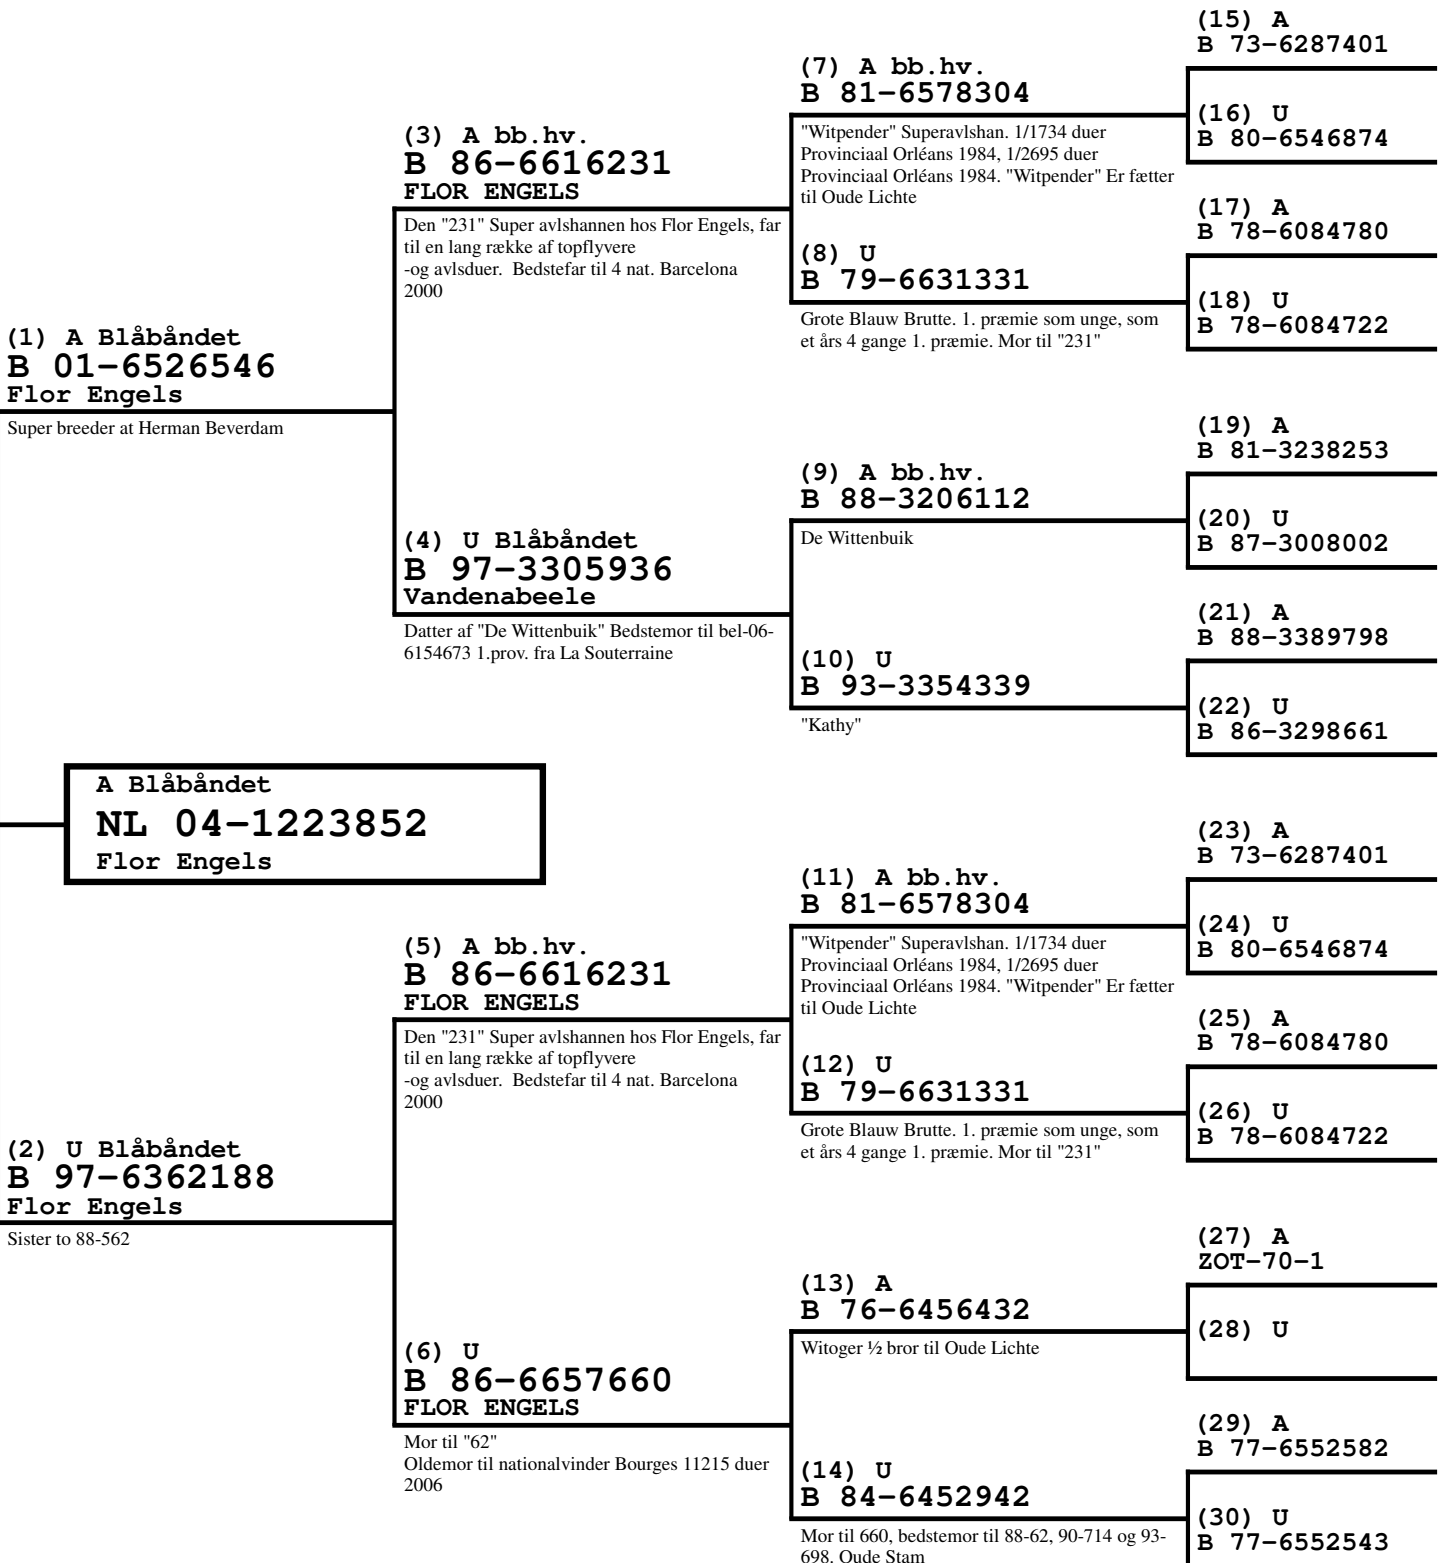 (1) A Blåbåndet
B 01-6526546
Flor Engels
Super breeder at Herman Beverdam
(2) U Blåbåndet
B 97-6362188
Flor Engels
Sister to 88-562
A Blåbåndet
NL 04-1223852
Flor Engels
(3) A bb.hv.
B 86-6616231
FLOR ENGELS
Den "231" Super avlshannen hos Flor Engels, far
til en lang række af topflyvere
-og avlsduer. Bedstefar til 4 nat. Barcelona
2000
(4) U Blåbåndet
B 97-3305936
Vandenabeele
Datter af "De Wittenbuik" Bedstemor til bel-06-
6154673 1.prov. fra La Souterraine
(5) A bb.hv.
B 86-6616231
FLOR ENGELS
Den "231" Super avlshannen hos Flor Engels, far
til en lang række af topflyvere
-og avlsduer. Bedstefar til 4 nat. Barcelona
2000
(6) U
B 86-6657660
FLOR ENGELS
Mor til "62"
Oldemor til nationalvinder Bourges 11215 duer
2006
(7) A bb.hv.
B 81-6578304
"Witpender" Superavlshan. 1/1734 duer
Provinciaal Orléans 1984, 1/2695 duer
Provinciaal Orléans 1984. "Witpender" Er fætter
til Oude Lichte
(8) U
B 79-6631331
Grote Blauw Brutte. 1. præmie som unge, som
et års 4 gange 1. præmie. Mor til "231"
(9) A bb.hv.
B 88-3206112
De Wittenbuik
(10) U
B 93-3354339
"Kathy"
(11) A bb.hv.
B 81-6578304
"Witpender" Superavlshan. 1/1734 duer
Provinciaal Orléans 1984, 1/2695 duer
Provinciaal Orléans 1984. "Witpender" Er fætter
til Oude Lichte
(12) U
B 79-6631331
Grote Blauw Brutte. 1. præmie som unge, som
et års 4 gange 1. præmie. Mor til "231"
(13) A
B 76-6456432
Witoger ½ bror til Oude Lichte
(14) U
B 84-6452942
Mor til 660, bedstemor til 88-62, 90-714 og 93-
698. Oude Stam
(15) A
B 73-6287401
(16) U
B 80-6546874
(17) A
B 78-6084780
(18) U
B 78-6084722
(19) A
B 81-3238253
(20) U
B 87-3008002
(21) A
B 88-3389798
(22) U
B 86-3298661
(23) A
B 73-6287401
(24) U
B 80-6546874
(25) A
B 78-6084780
(26) U
B 78-6084722
(27) A
ZOT-70-1
(28) U
(29) A
B 77-6552582
(30) U
B 77-6552543